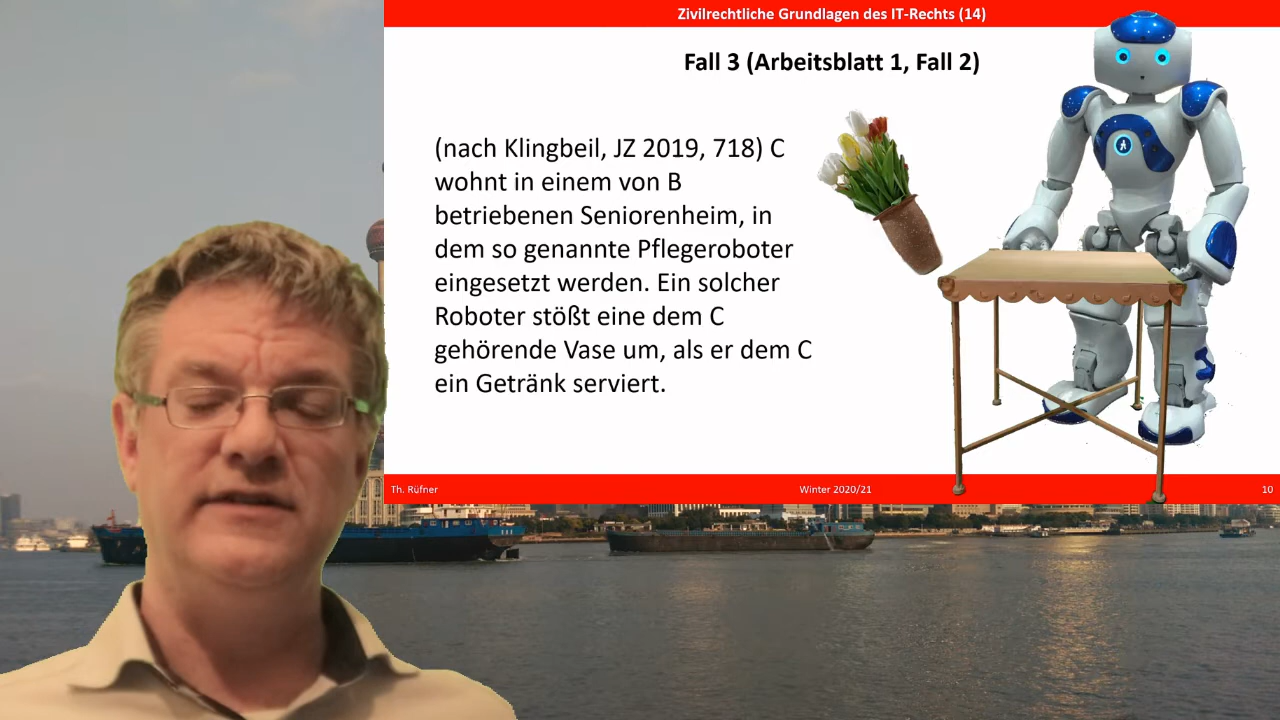 Zivilrechtliche Grundlagen des IT-Rechts (14)
Fall 3 (Arbeitsblatt 1, Fall 2)
(nach Klingbeil, JZ 2019, 718) C
wohnt in einem von B
betriebenen Seniorenheim, in
dem so genannte Pflegeroboter
eingesetzt werden. Ein solcher
Roboter stößt eine dem C
gehörende Vase um, als er dem C
ein Getränk serviert.
Th. Rüfner
Winter 2020/21
10